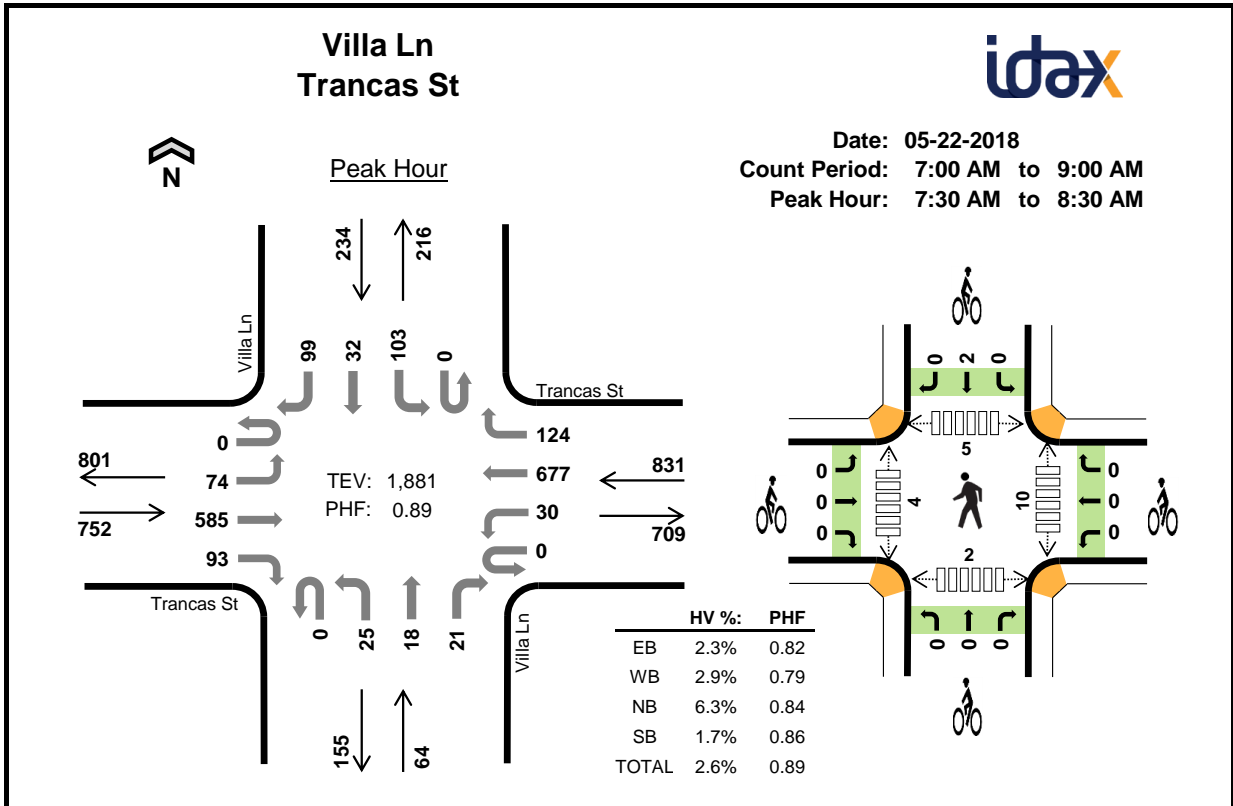 Villa Ln
Trancas St
idax
Date: 05-22-2018
Count Period: 7:00 AM to 9:00 AM
Peak Hour: 7:30 AM to 8:30 AM
N
Peak Hour
234
216
Villa Ln
99
32
103
0
Trancas St
0
74
585
93
801
752
TEV: 1,881
PHF: 0.89
124
677
30
0
831
709
Trancas St
0
25
18
21
Villa Ln
155
64
HV %: PHF
EB 2.3% 0.82
WB 2.9% 0.79
NB 6.3% 0.84
SB 1.7% 0.86
TOTAL 2.6% 0.89
0 2 0
5
0
0
0
4
10
0
0
0
2
0 0 0